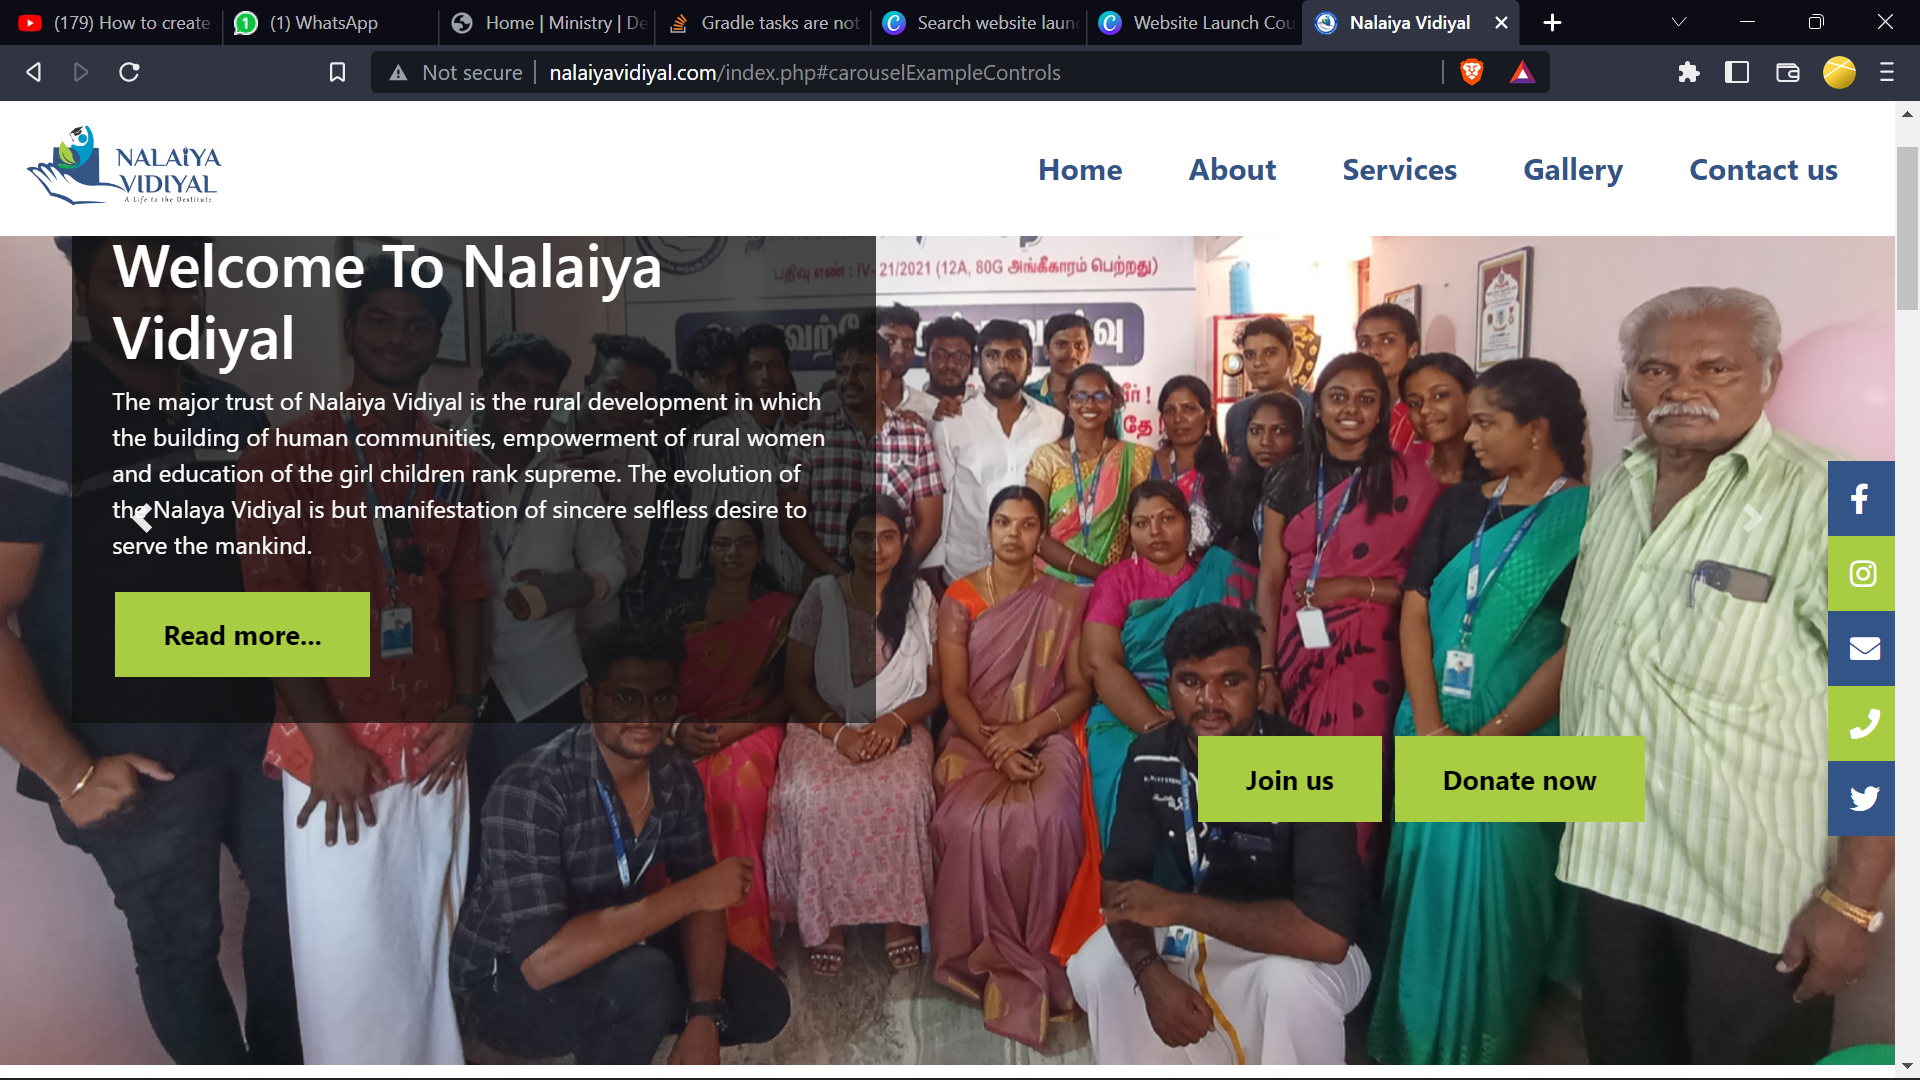 (179) How to create
(1) WhatsApp
Home | Ministry | De
Gradle tasks are not
Search website laun
Website Launch Cou
Nalaiya Vidiyal
Not secure
nalaiyavidiyal.com/index.php#carouselExampleControls
NALAiYA
VIDIYAL
A Life to the Destitute
Home
About
Services
Gallery
Contact us
பதிவு எண் : IV- 21/2021 (12A, 80G அங்கீகாரம் பெற்றது)
Welcome To Nalaiya
Vidiyal
The major trust of Nalaiya Vidiyal is the rural development in which
the building of human communities, empowerment of rural women
and education of the girl children rank supreme. The evolution of
the Nalaya Vidiyal is but manifestation of sincere selfless desire to
serve the mankind.
Read more...
Join us
Donate now